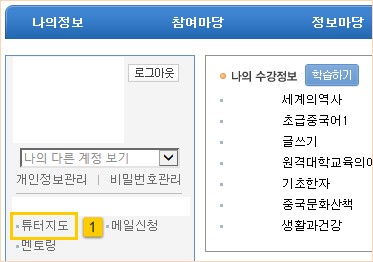 나의정보 참여마당 정보마당
로그아웃
나의 다른 계정 보기
개인정보관리 | 비밀번호관리
튜터지도 1 메일신청
멘토링
나의 수강정보 학습하기
세계의역사
초급중국어1
글쓰기
원격대학교육의이
기초한자
중국문화산책
생활과건강